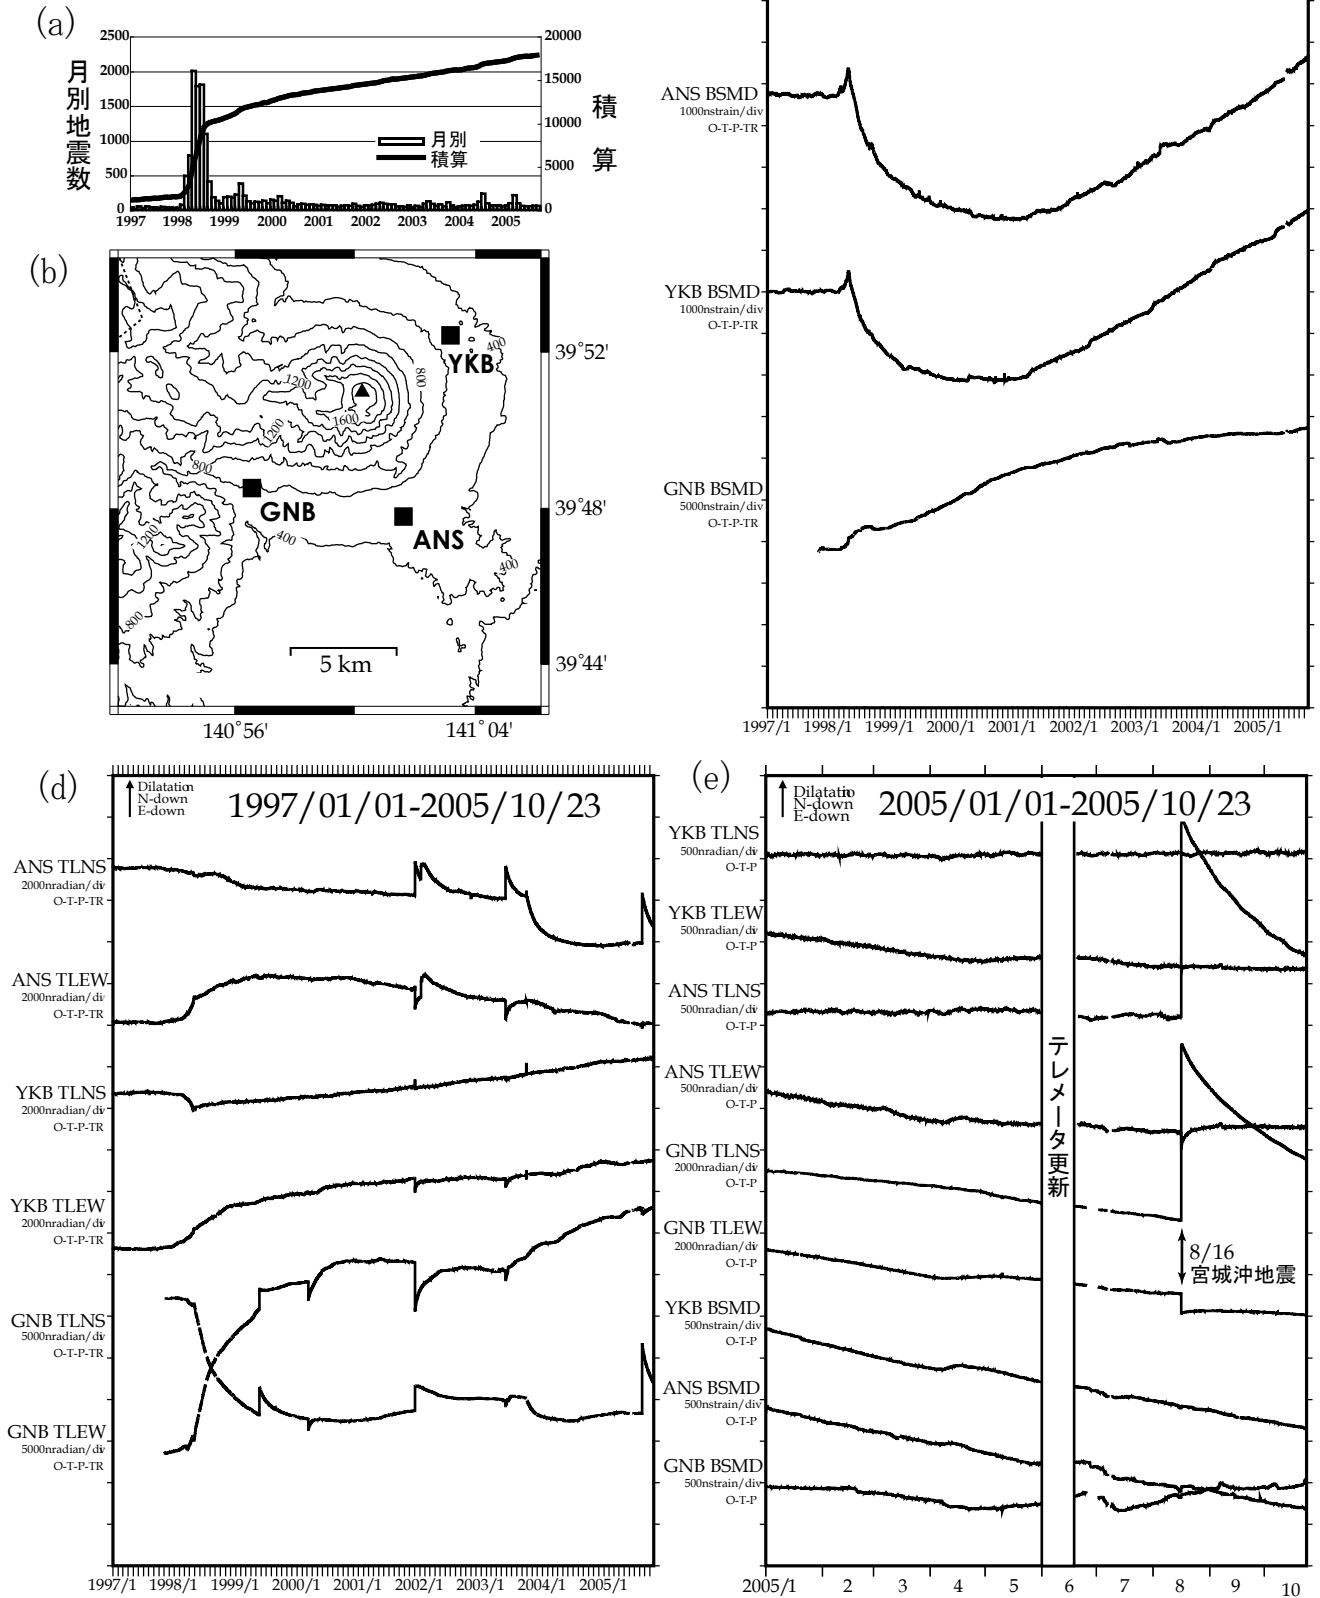 (a)
2500
2000
1500
1000
500
0
20000
15000
10000
5000
0
月別地震数
積算
月別
積算
1997 1998 1999 2000 2001 2002 2003 2004 2005
(b)
YKB
GNB
ANS
400
800
1200
1600
1200
800
1200
400
400
800
5 km
39°52'
39°48'
39°44'
140°56' 141°04'
ANS BSMD
1000nstrain/div
O-T-P-TR
YKB BSMD
1000nstrain/div
O-T-P-TR
GNB BSMD
5000nstrain/div
O-T-P-TR
1997/1 1998/1 1999/1 2000/1 2001/1 2002/1 2003/1 2004/1 2005/1
(d)
Dilatation
N-down
E-down
1997/01/01-2005/10/23
ANS TLNS
2000nradian/div
O-T-P-TR
ANS TLEW
2000nradian/div
O-T-P-TR
YKB TLNS
2000nradian/div
O-T-P-TR
YKB TLEW
2000nradian/div
O-T-P-TR
GNB TLNS
5000nradian/div
O-T-P-TR
GNB TLEW
5000nradian/div
O-T-P-TR
1997/1 1998/1 1999/1 2000/1 2001/1 2002/1 2003/1 2004/1 2005/1
(e)
Dilatatio
N-down
E-down
2005/01/01-2005/10/23
YKB TLNS
500nradian/div
O-T-P
YKB TLEW
500nradian/div
O-T-P
ANS TLNS
500nradian/div
O-T-P
ANS TLEW
500nradian/div
O-T-P
GNB TLNS
2000nradian/div
O-T-P
GNB TLEW
2000nradian/div
O-T-P
YKB BSMD
500nstrain/div
O-T-P
ANS BSMD
500nstrain/div
O-T-P
GNB BSMD
500nstrain/div
O-T-P
テレメータ更新
8/16
宮城沖地震
2005/1 2 3 4 5 6 7 8 9 10